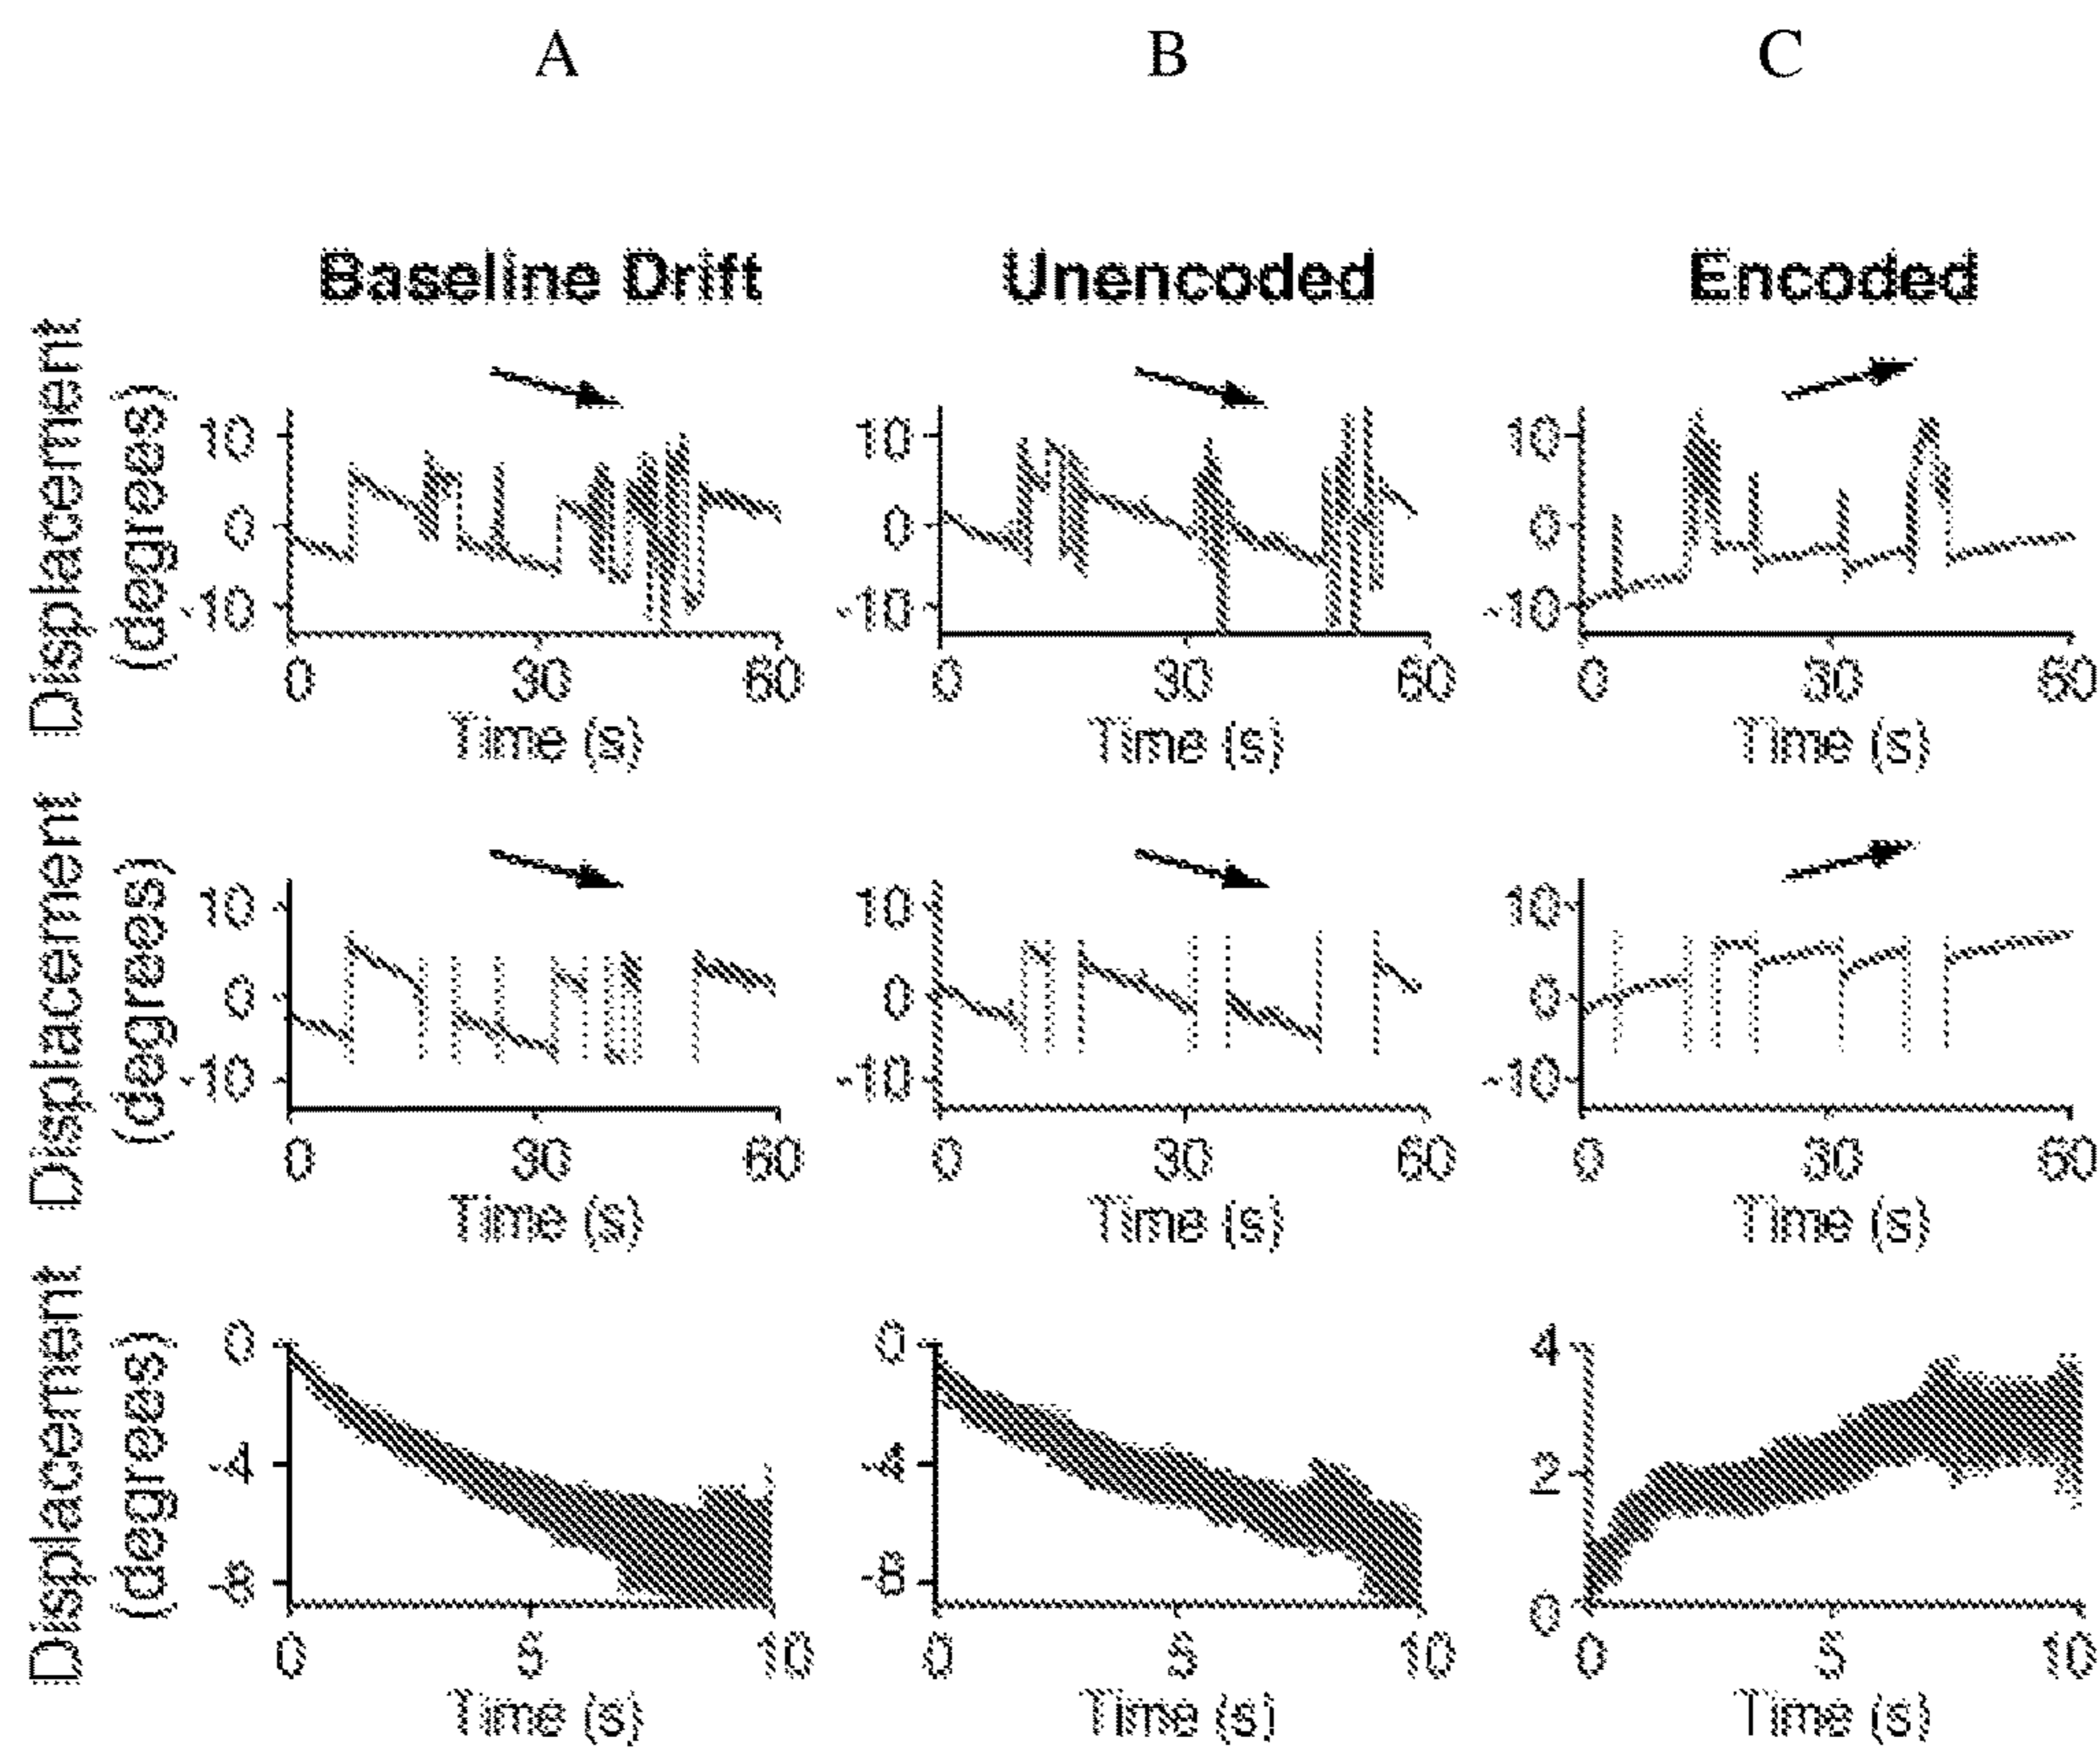 A B C
Baseline Drift Unencoded Encoded
Displacement
(degrees)
10 10 10
0 0 0
-10 -10 -10
0 30 60 0 30 60 0 30 60
Time (s) Time (s) Time (s)
Displacement
(degrees)
10 10 10
0 0 0
-10 -10 -10
0 30 60 0 30 60 0 30 60
Time (s) Time (s) Time (s)
Displacement
(degrees)
0 0 4
-4 -4 2
-8 -8 0
0 5 10 0 5 10 0 5 10
Time (s) Time (s) Time (s)